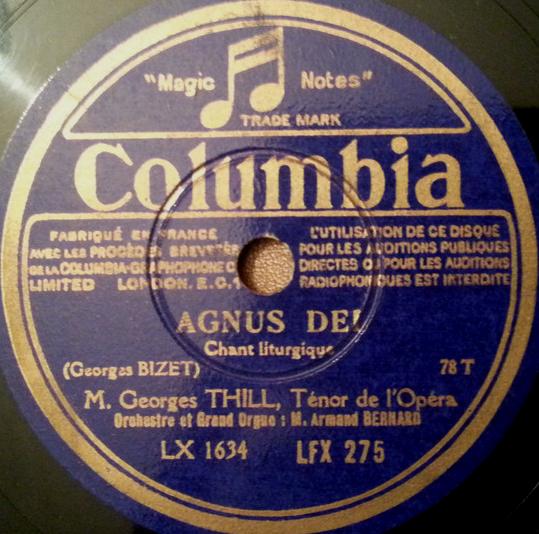 "Magic Notes"
TRADE MARK
Columbia
FABRIQUÉ EN FRANCE
AVEC LES PROCÉDÉS BREVETÉS
DE LA COLUMBIA-GRAPHOPHONE
LIMITED LONDON. E.C.1
L'UTILISATION DE CE DISQUE
POUR LES AUDITIONS PUBLIQUES
DIRECTES OU POUR LES AUDITIONS
RADIOPHONIQUES EST INTERDITE
AGNUS DEI
Chant liturgique
(Georges BIZET) 78 T
M. Georges THILL, Ténor de l'Opéra
Orchestre et Grand Orgue : M. Armand BERNARD
LX 1634 LFX 275